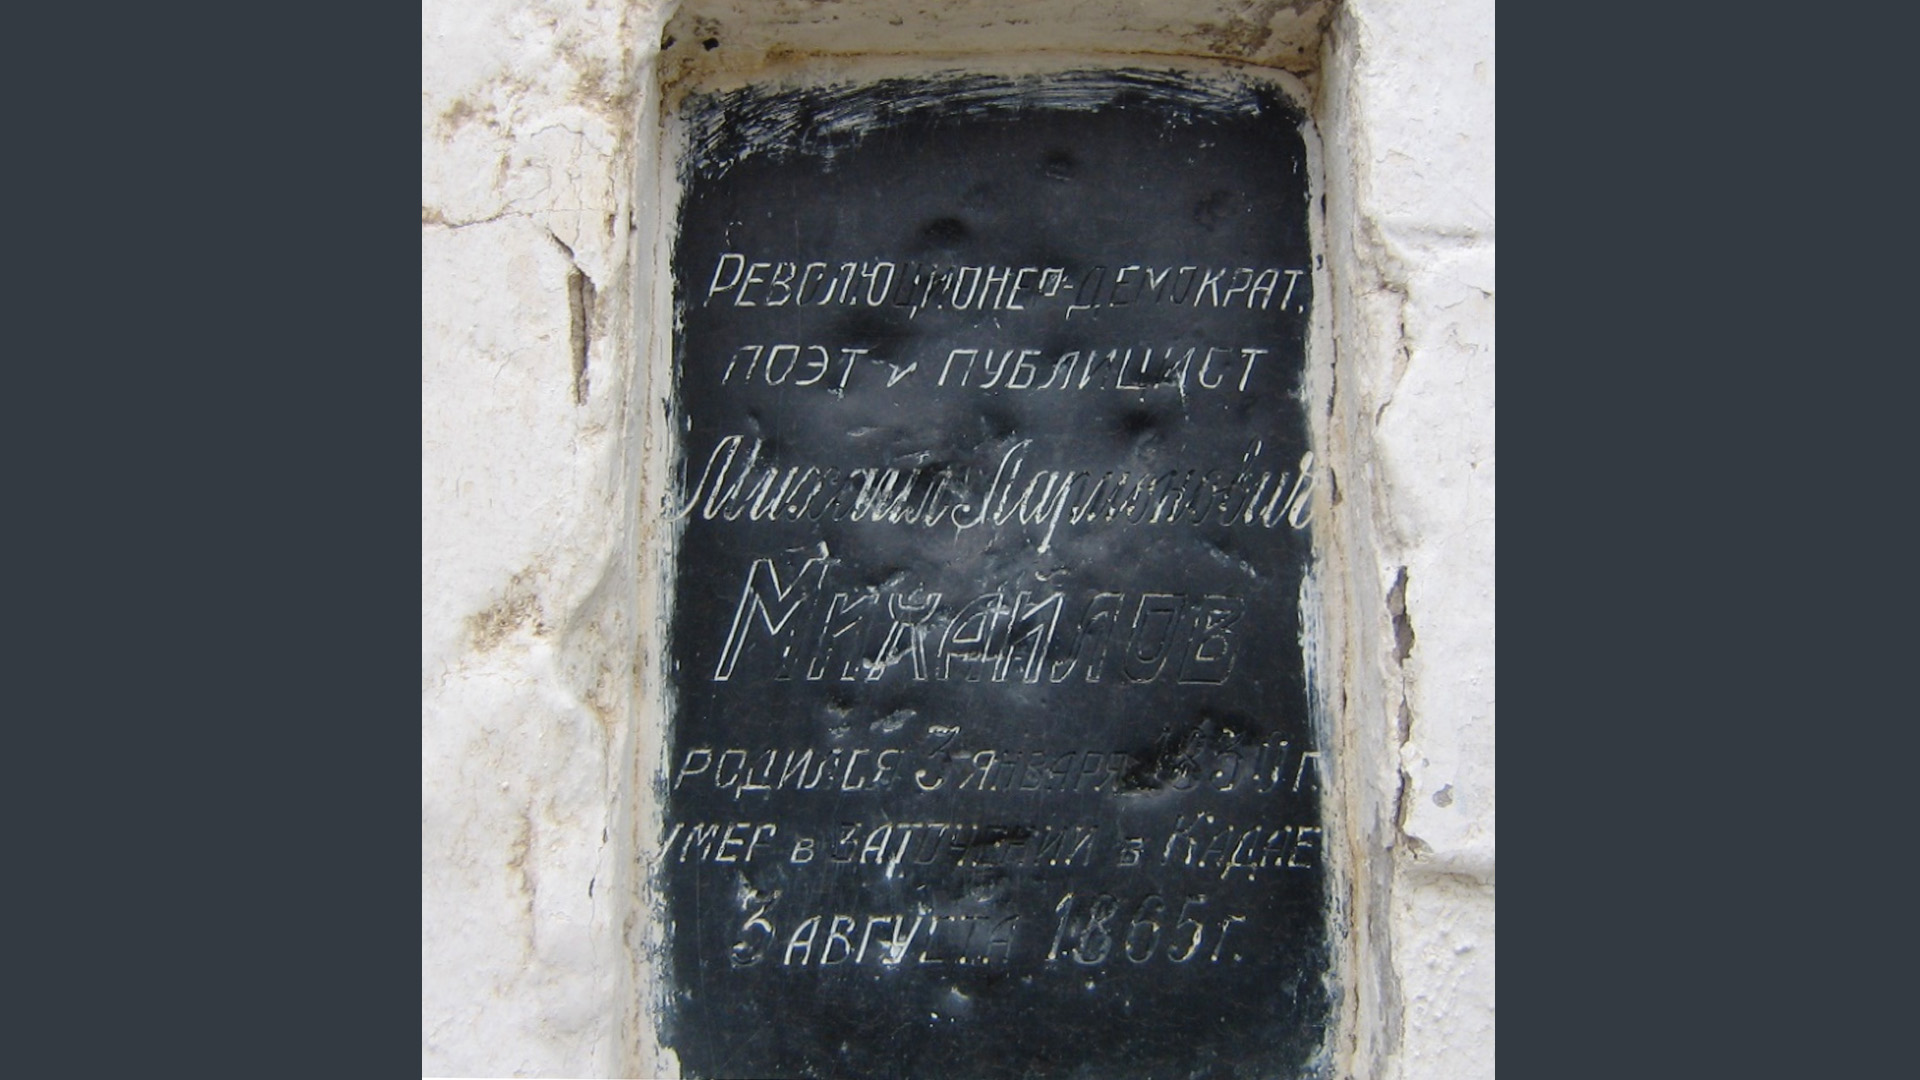 Революционер-демократ,
поэт и публицист
Михаил Ларионович
Михайлов
родился 3 января 1830 г.
умер в заточении в Кадае
3 августа 1865 г.